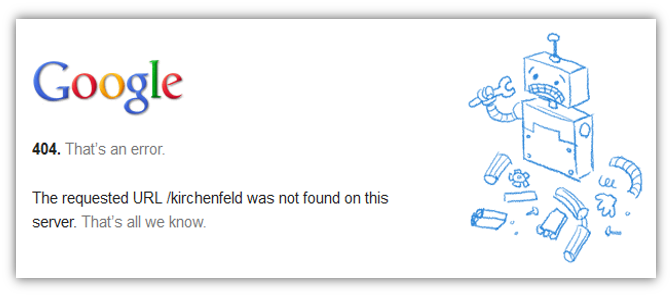 Google
404. That’s an error.
The requested URL /kirchenfeld was not found on this
server. That’s all we know.